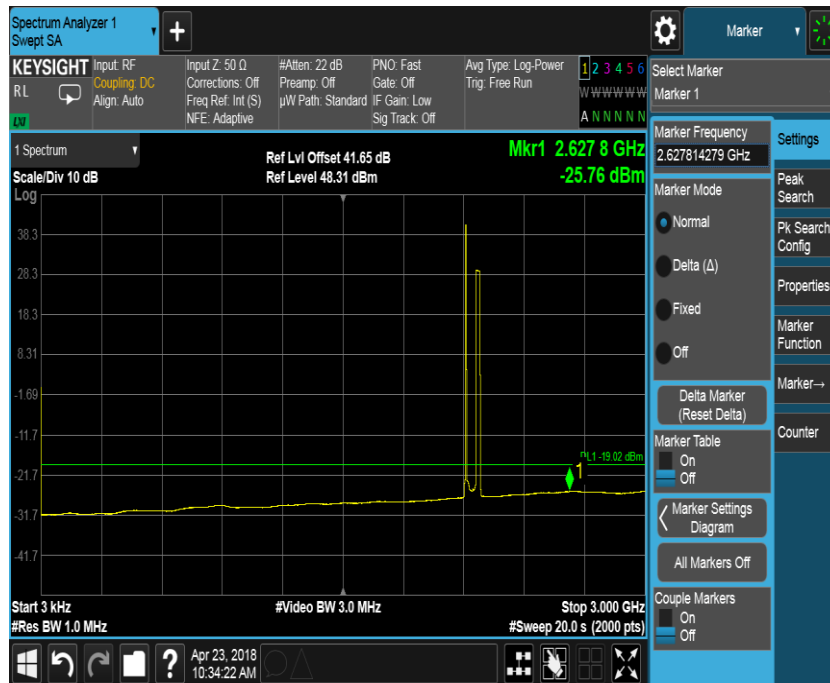 Spectrum Analyzer 1
Swept SA
+
Marker
KEYSIGHT
RL
LXI
Input: RF
Coupling: DC
Align: Auto
Input Z: 50 Ω
Corrections: Off
Freq Ref: Int (S)
NFE: Adaptive
#Atten: 22 dB
Preamp: Off
µW Path: Standard
PNO: Fast
Gate: Off
IF Gain: Low
Sig Track: Off
Avg Type: Log-Power
Trig: Free Run
1 2 3 4 5 6
W W W W W W
A N N N N N
Select Marker
Marker 1
1 Spectrum
Scale/Div 10 dB
Log
Ref Lvl Offset 41.65 dB
Ref Level 48.31 dBm
Mkr1 2.627 8 GHz
-25.76 dBm
38.3
28.3
18.3
8.31
-1.69
-11.7
-21.7
-31.7
-41.7
DL1 -19.02 dBm
1
Start 3 kHz
#Res BW 1.0 MHz
#Video BW 3.0 MHz
Stop 3.000 GHz
#Sweep 20.0 s (2000 pts)
Marker Frequency
2.627814279 GHz
Marker Mode
Normal
Delta (Δ)
Fixed
Off
Delta Marker
(Reset Delta)
Marker Table
On
Off
Marker Settings
Diagram
All Markers Off
Couple Markers
On
Off
Settings
Peak
Search
Pk Search
Config
Properties
Marker
Function
Marker→
Counter
?
Apr 23, 2018
10:34:22 AM